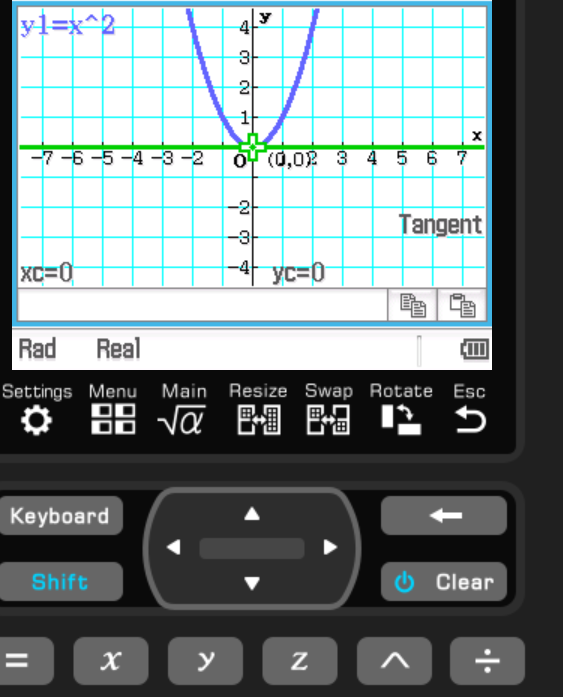 y1=x^2
y
4
3
2
1
x
-7 -6 -5 -4 -3 -2 0 (0,0) 2 3 4 5 6 7
-2
Tangent
-3
-4
xc=0 yc=0
Rad Real
Settings Menu Main Resize Swap Rotate Esc
√α
Keyboard
Shift Clear
= x y z ^ ÷